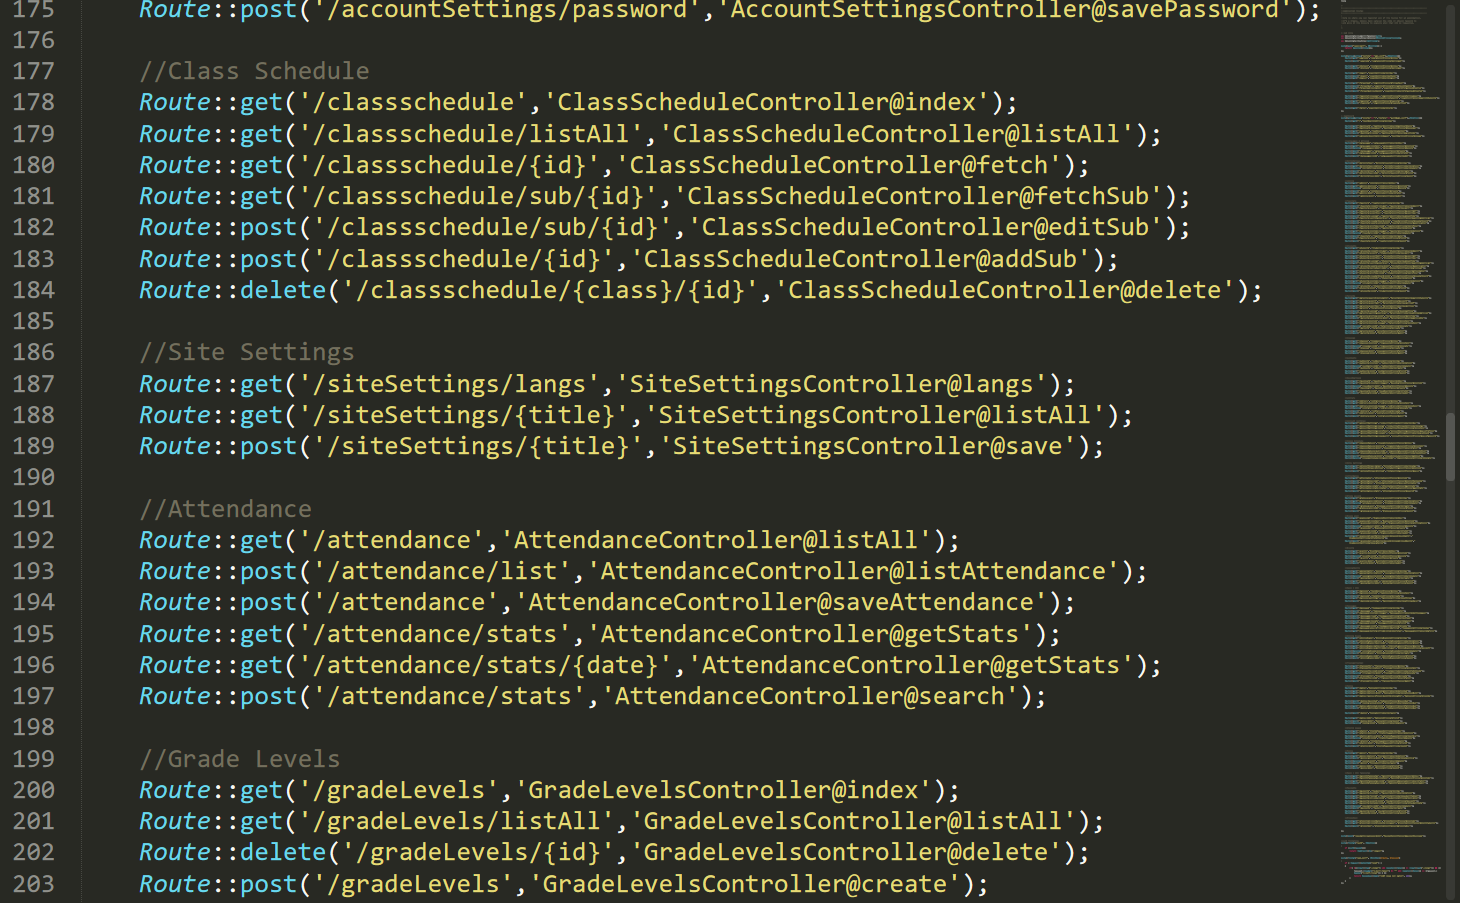 175 Route::post('/accountSettings/password','AccountSettingsController@savePassword');
176
177 //Class Schedule
178 Route::get('/classschedule','ClassScheduleController@index');
179 Route::get('/classschedule/listAll','ClassScheduleController@listAll');
180 Route::get('/classschedule/{id}','ClassScheduleController@fetch');
181 Route::get('/classschedule/sub/{id}','ClassScheduleController@fetchSub');
182 Route::post('/classschedule/sub/{id}','ClassScheduleController@editSub');
183 Route::post('/classschedule/{id}','ClassScheduleController@addSub');
184 Route::delete('/classschedule/{class}/{id}','ClassScheduleController@delete');
185
186 //Site Settings
187 Route::get('/siteSettings/langs','SiteSettingsController@langs');
188 Route::get('/siteSettings/{title}','SiteSettingsController@listAll');
189 Route::post('/siteSettings/{title}','SiteSettingsController@save');
190
191 //Attendance
192 Route::get('/attendance','AttendanceController@listAll');
193 Route::post('/attendance/list','AttendanceController@listAttendance');
194 Route::post('/attendance','AttendanceController@saveAttendance');
195 Route::get('/attendance/stats','AttendanceController@getStats');
196 Route::get('/attendance/stats/{date}','AttendanceController@getStats');
197 Route::post('/attendance/stats','AttendanceController@search');
198
199 //Grade Levels
200 Route::get('/gradeLevels','GradeLevelsController@index');
201 Route::get('/gradeLevels/listAll','GradeLevelsController@listAll');
202 Route::delete('/gradeLevels/{id}','GradeLevelsController@delete');
203 Route::post('/gradeLevels','GradeLevelsController@create');